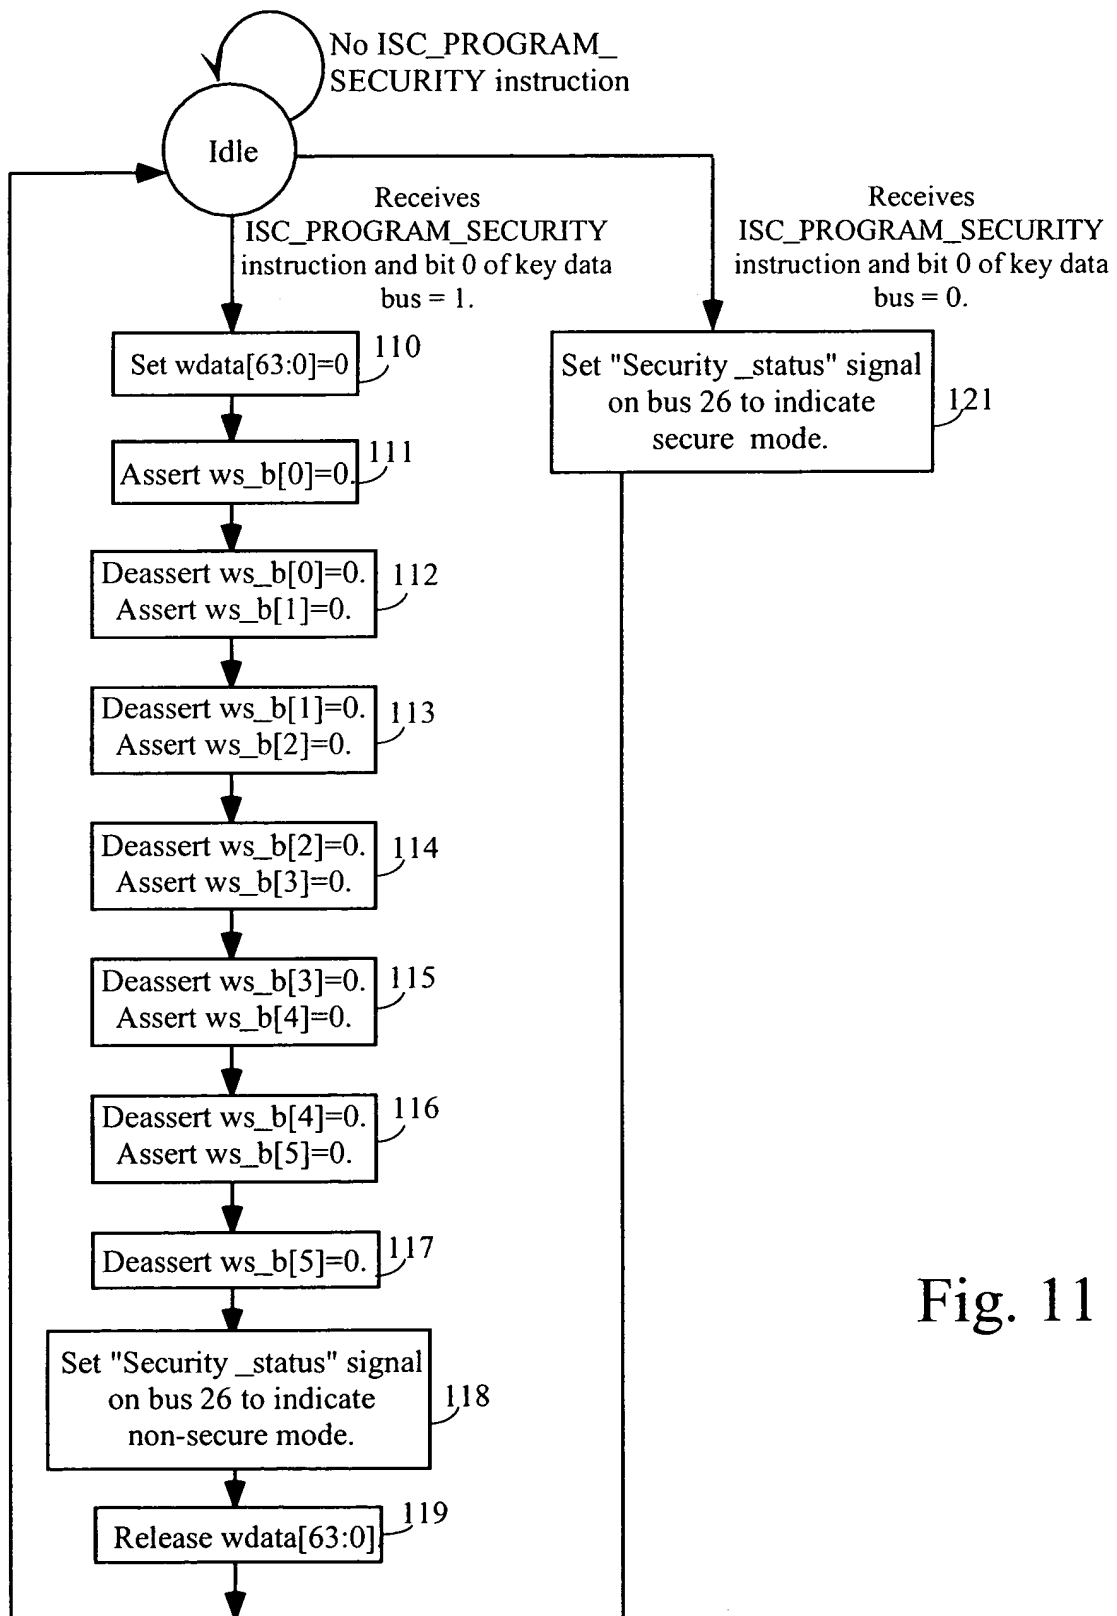 No ISC_PROGRAM_
SECURITY instruction
Idle
Receives
ISC_PROGRAM_SECURITY
instruction and bit 0 of key data
bus = 1.
Receives
ISC_PROGRAM_SECURITY
instruction and bit 0 of key data
bus = 0.
Set wdata[63:0]=0
110
Set "Security_status" signal
on bus 26 to indicate
secure mode.
121
Assert ws_b[0]=0.
111
Deassert ws_b[0]=0.
Assert ws_b[1]=0.
112
Deassert ws_b[1]=0.
Assert ws_b[2]=0.
113
Deassert ws_b[2]=0.
Assert ws_b[3]=0.
114
Deassert ws_b[3]=0.
Assert ws_b[4]=0.
115
Deassert ws_b[4]=0.
Assert ws_b[5]=0.
116
Deassert ws_b[5]=0.
117
Set "Security_status" signal
on bus 26 to indicate
non-secure mode.
118
Release wdata[63:0]
119
Fig. 11